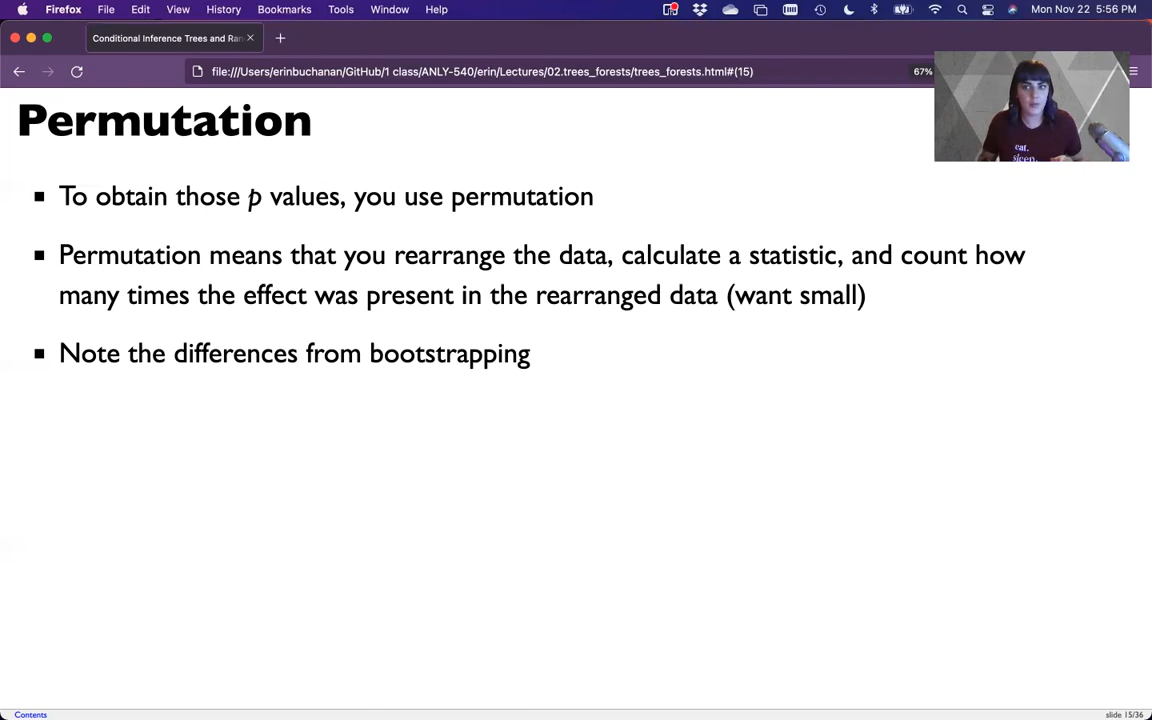 Firefox File Edit View History Bookmarks Tools Window Help Mon Nov 22 5:56 PM
Conditional Inference Trees and Ran
file:///Users/erinbuchanan/GitHub/1 class/ANLY-540/erin/Lectures/02.trees_forests/trees_forests.html#(15) 67%
Permutation
eat.
sleep.
To obtain those p values, you use permutation
Permutation means that you rearrange the data, calculate a statistic, and count how
many times the effect was present in the rearranged data (want small)
Note the differences from bootstrapping
Contents slide 15/36